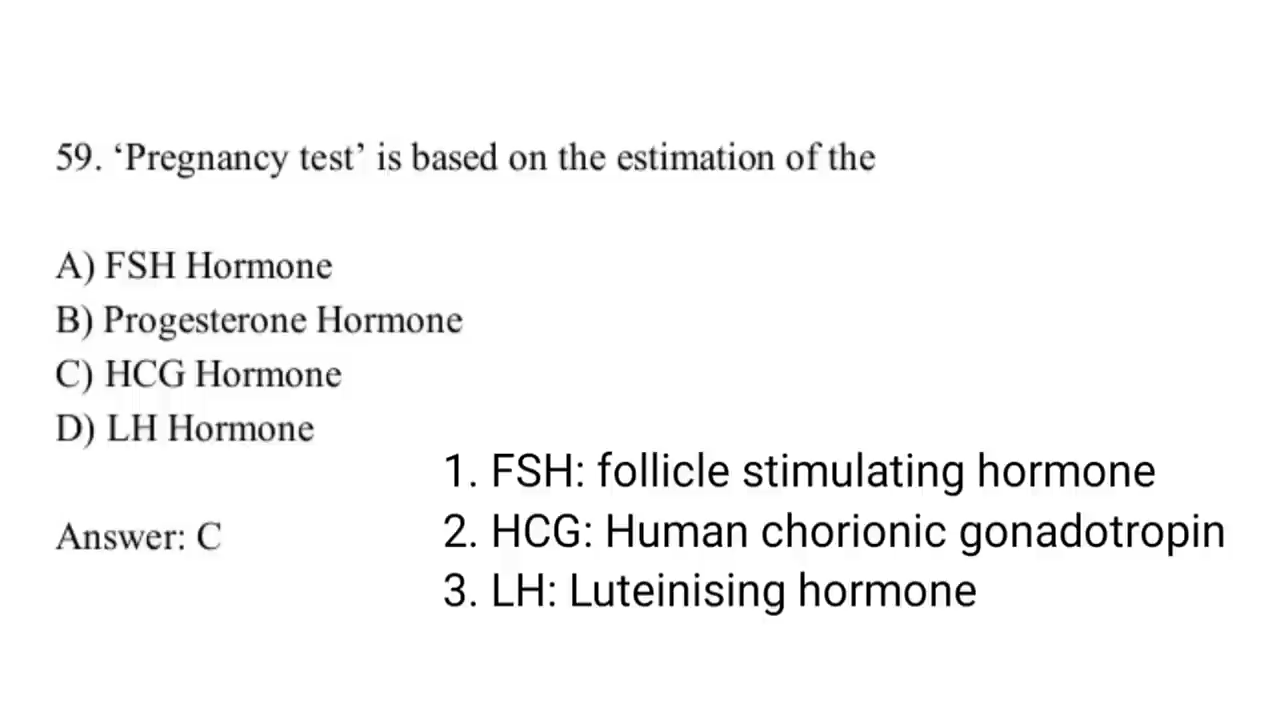 59. ‘Pregnancy test’ is based on the estimation of the
A) FSH Hormone
B) Progesterone Hormone
C) HCG Hormone
D) LH Hormone
Answer: C
1. FSH: follicle stimulating hormone
2. HCG: Human chorionic gonadotropin
3. LH: Luteinising hormone